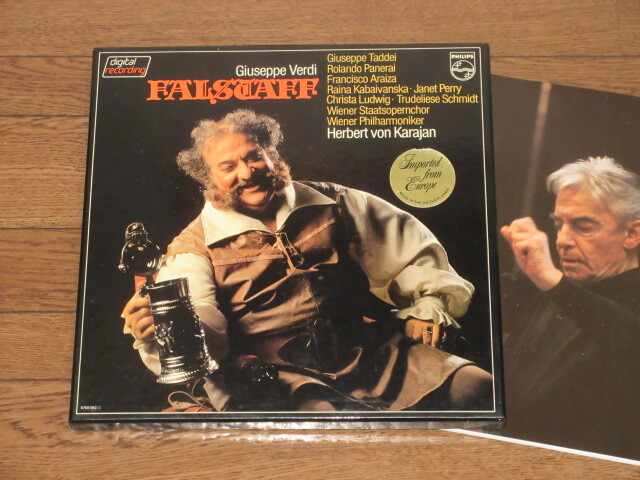 digital
recording
Giuseppe Verdi
FALSTAFF
Giuseppe Taddei
Rolando Panerai
Francisco Araiza
Raina Kabaivanska · Janet Perry
Christa Ludwig · Trudeliese Schmidt
Wiener Staatsopernchor
Wiener Philharmoniker
Herbert von Karajan
PHILIPS
Imported
from
Europe